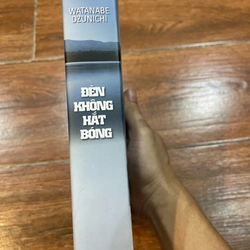 WATANABE
DZUNICHI
ĐÈN
KHÔNG
HẮT
BÓNG